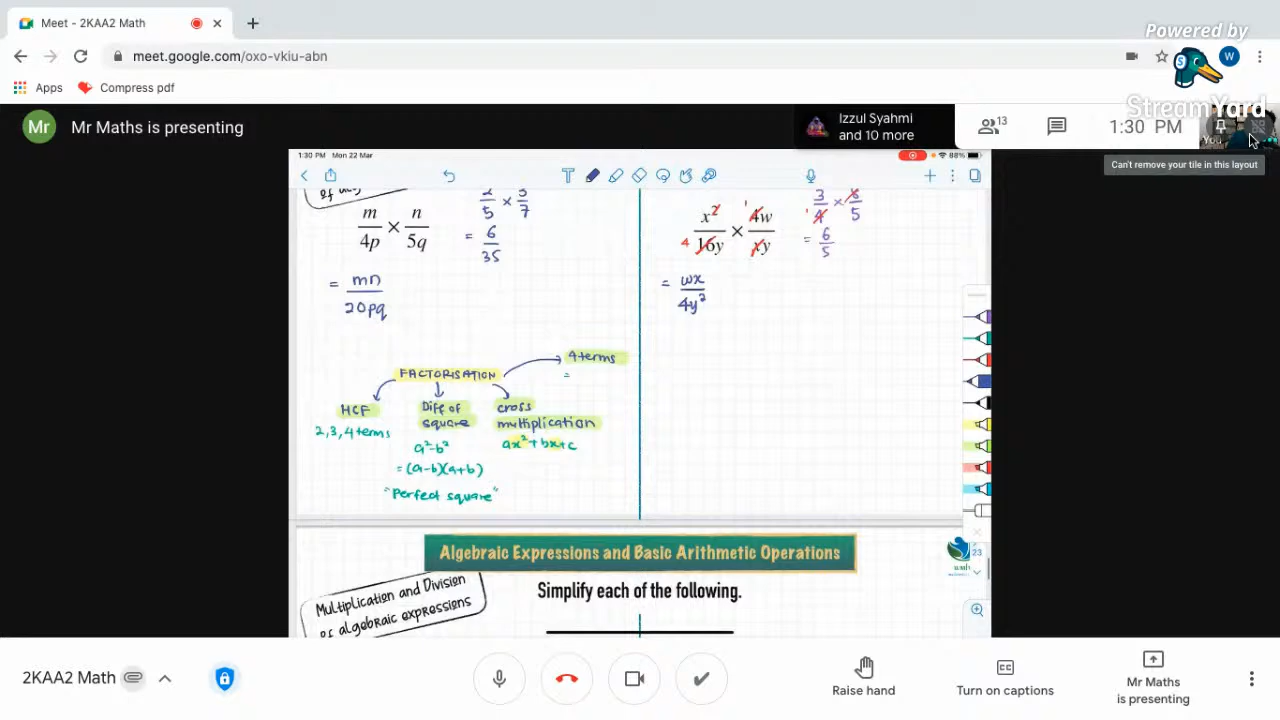 Meet - 2KAA2 Math
Powered by
meet.google.com/oxo-vkiu-abn
W
Apps
Compress pdf
StreamYard
Mr
Mr Maths is presenting
Izzul Syahmi
and 10 more
13
1:30 PM
You
Can't remove your tile in this layout
1:30 PM Mon 22 Mar
88%
m/4p × n/5q
2/5 × 3/7
= 6/35
= mn/20pq
x²/16y × 4w/xy
4
1
= 6/5
= wx/4y²
4 terms
=
FACTORISATION
HCF
2,3,4 terms
Diff of
square
a²-b²
=(a-b)(a+b)
"Perfect square"
cross
multiplication
ax²+bx+c
Algebraic Expressions and Basic Arithmetic Operations
23
Simplify each of the following.
Multiplication and Division
of algebraic expressions
2KAA2 Math
Raise hand
Turn on captions
Mr Maths
is presenting